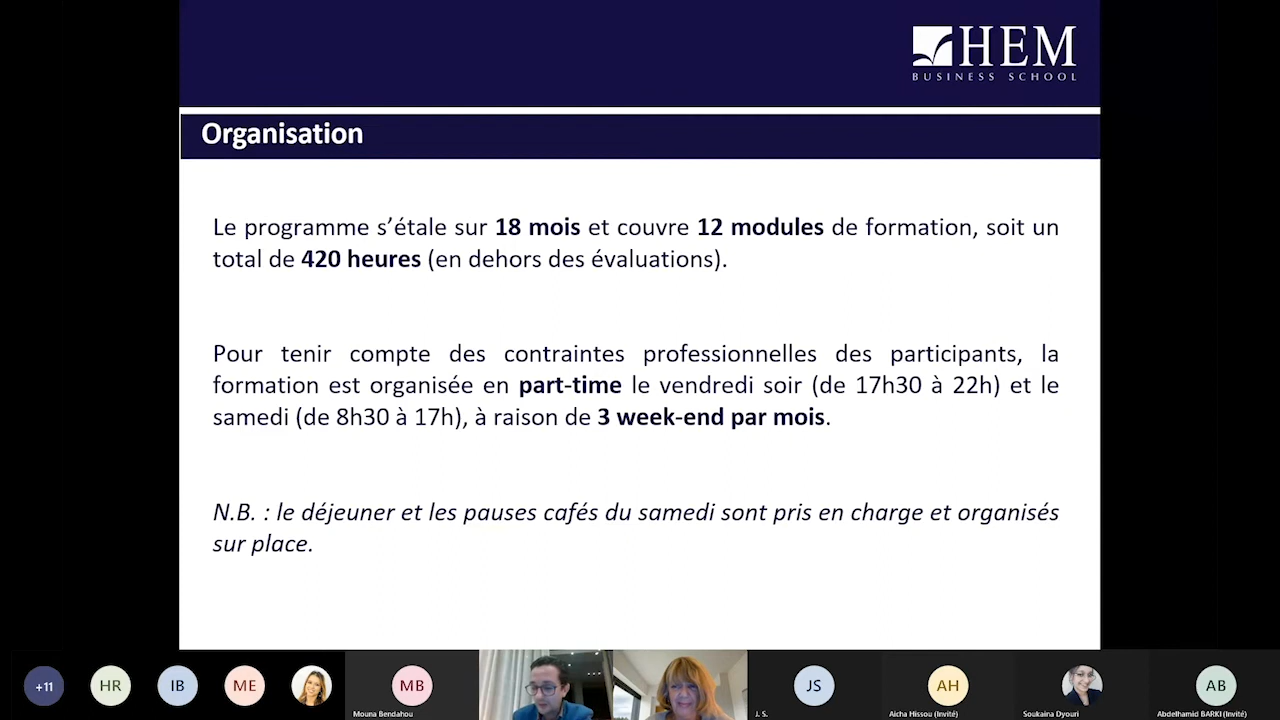 HEM
BUSINESS SCHOOL
Organisation
Le programme s’étale sur 18 mois et couvre 12 modules de formation, soit un
total de 420 heures (en dehors des évaluations).
Pour tenir compte des contraintes professionnelles des participants, la
formation est organisée en part-time le vendredi soir (de 17h30 à 22h) et le
samedi (de 8h30 à 17h), à raison de 3 week-end par mois.
N.B. : le déjeuner et les pauses cafés du samedi sont pris en charge et organisés
sur place.
+11
HR
IB
ME
MB
JS
AH
AB
Mouna Bendahou
J. S.
Aicha Hissou (Invité)
Soukaina Dyouri
Abdelhamid BARKI (Invité)